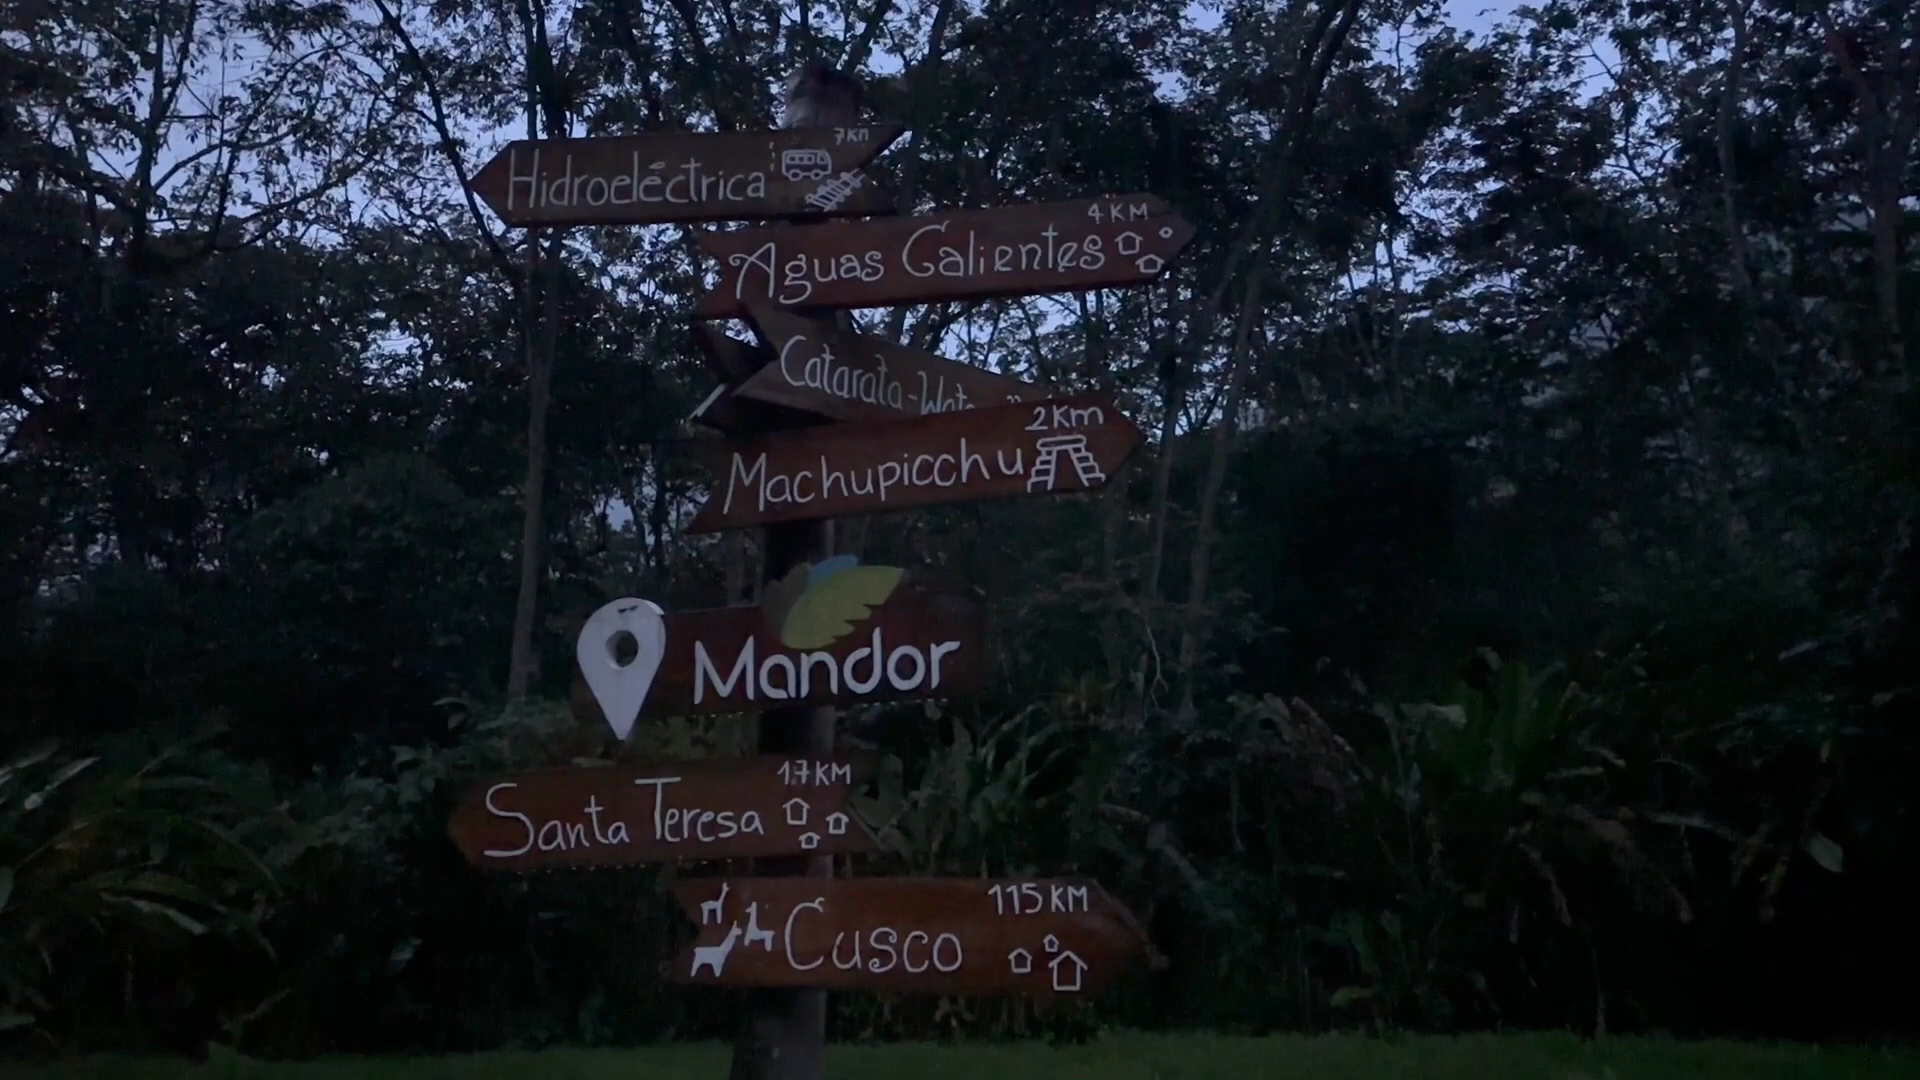 7KM
Hidroeléctrica
4KM
Aguas Calientes
Catarata-
2Km
Machupicchu
Mandor
17KM
Santa Teresa
115KM
Cusco